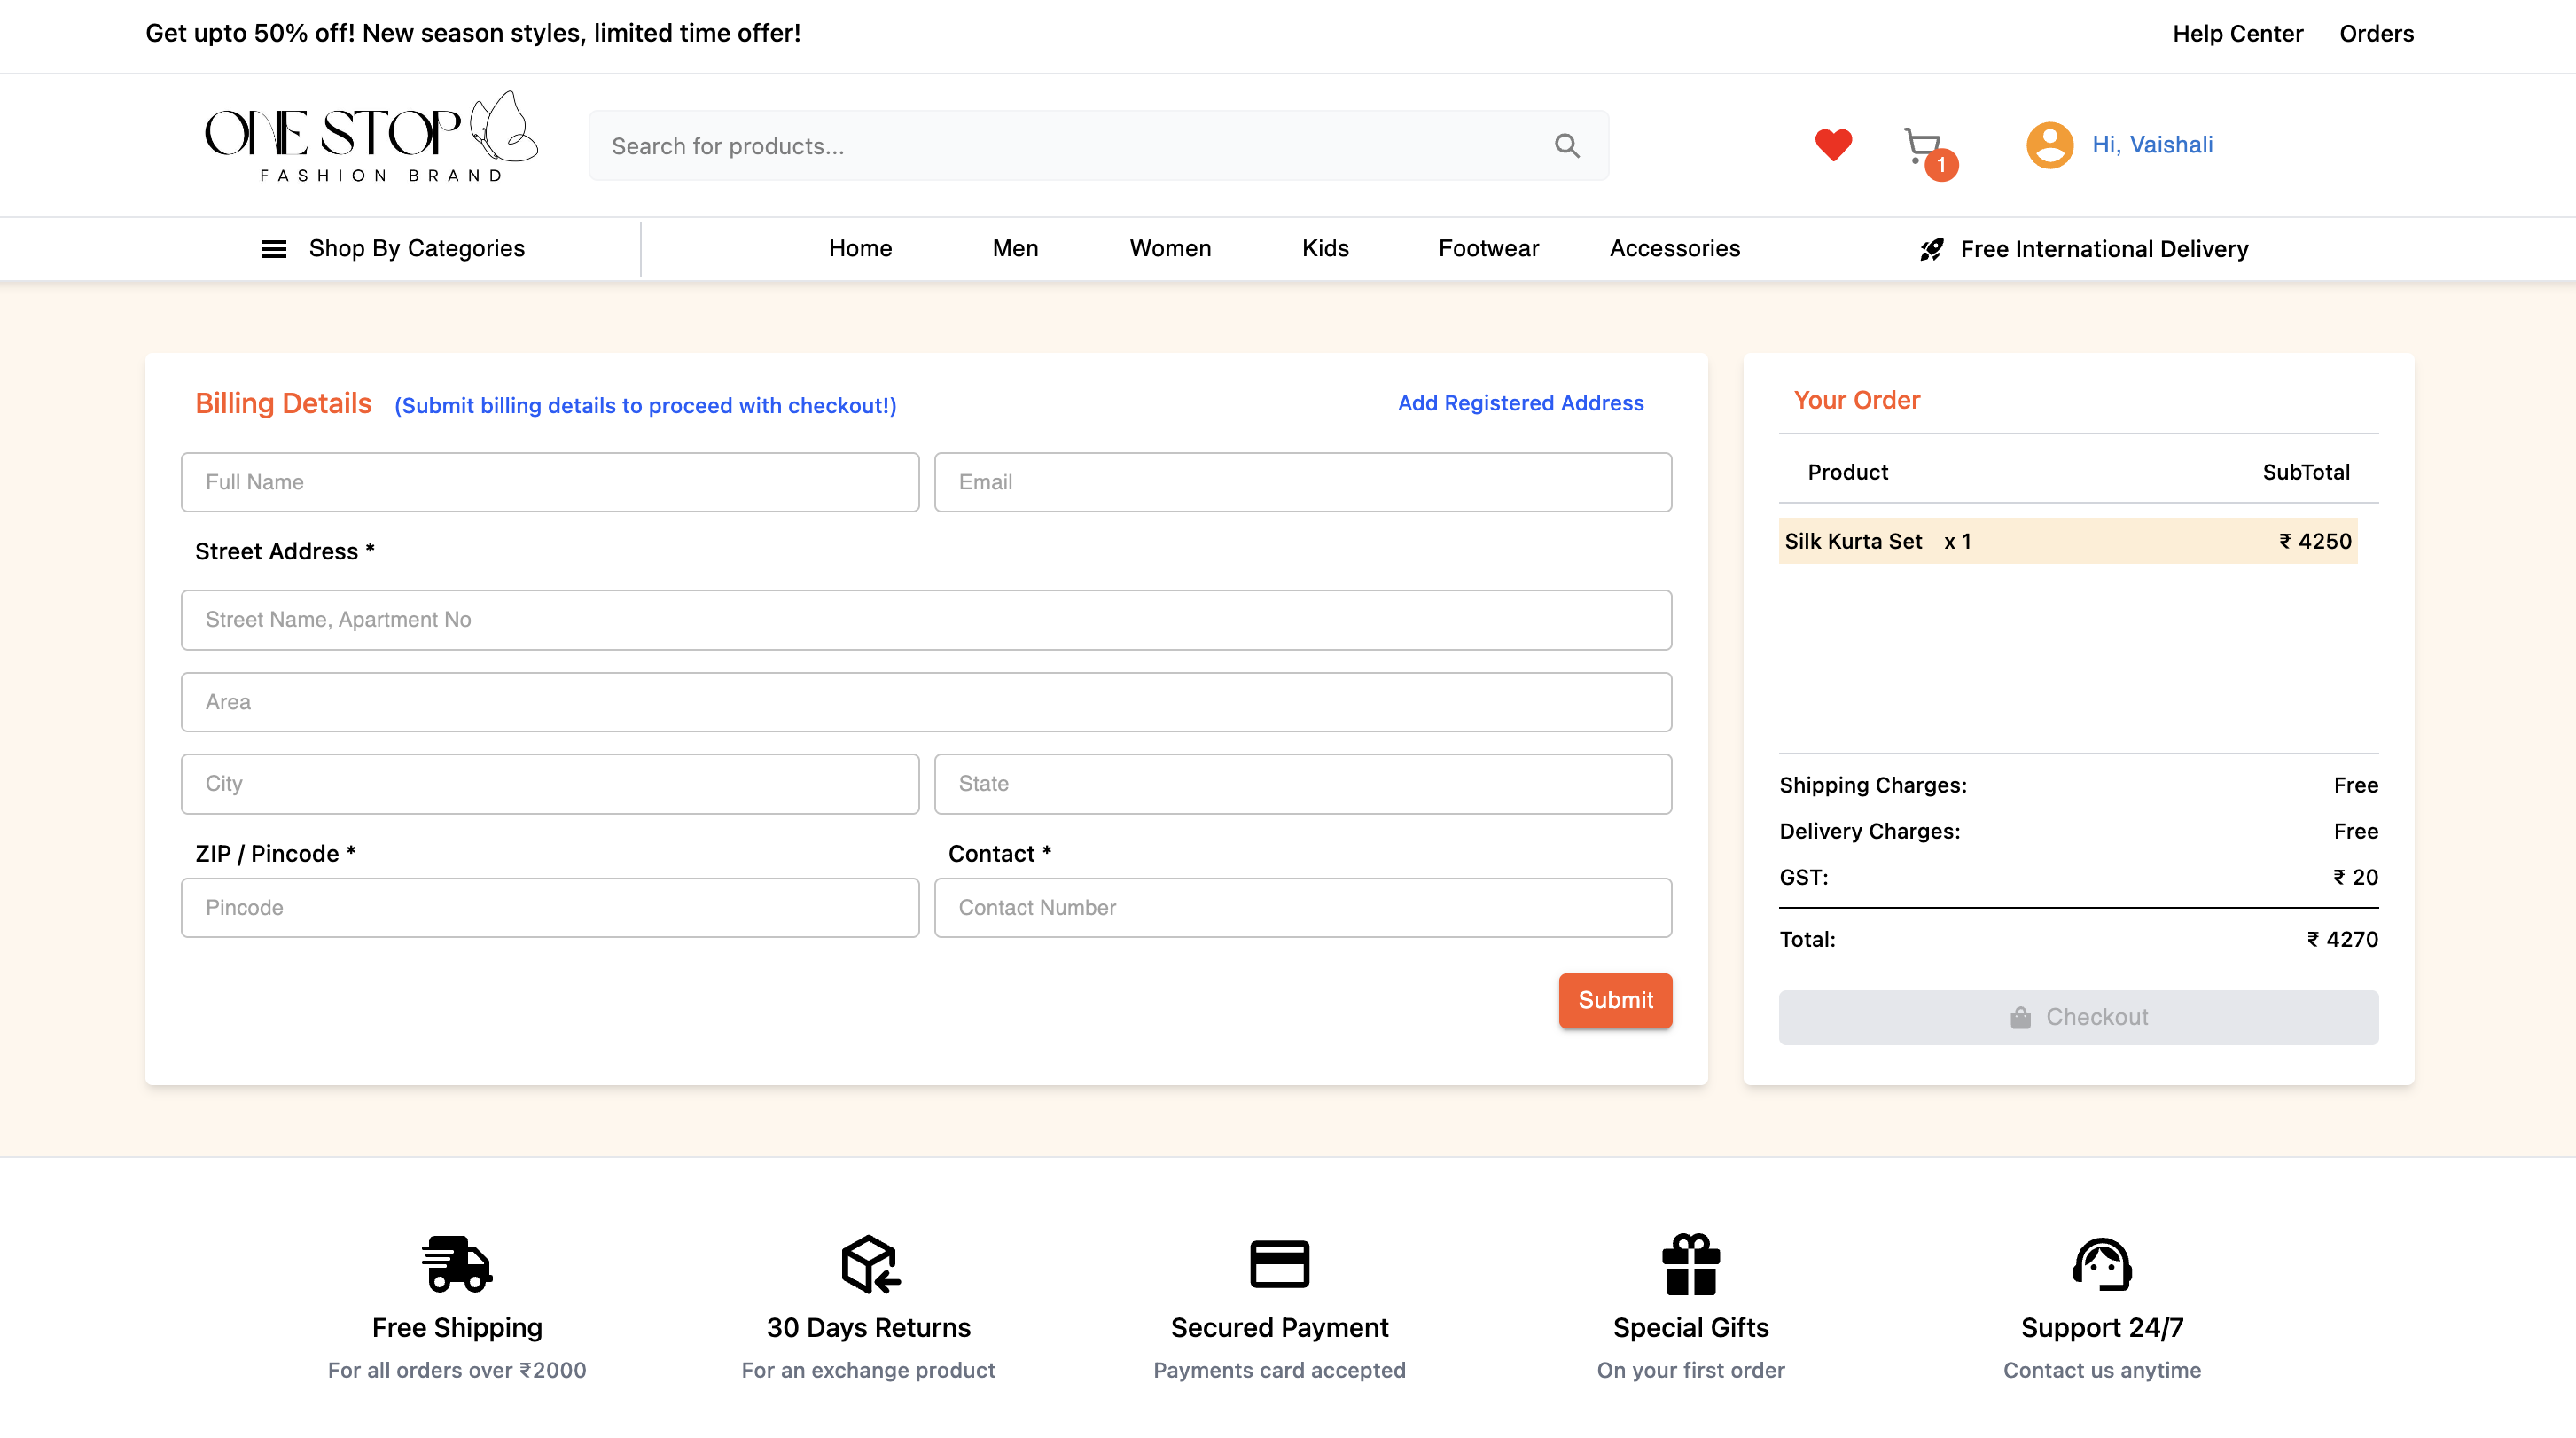 Get upto 50% off! New season styles, limited time offer!
Help Center Orders
ONE STOP
FASHION BRAND
Search for products...
1
Hi, Vaishali
Shop By Categories
Home Men Women Kids Footwear Accessories
Free International Delivery
Billing Details (Submit billing details to proceed with checkout!)
Add Registered Address
Full Name
Email
Street Address *
Street Name, Apartment No
Area
City
State
ZIP / Pincode *
Contact *
Pincode
Contact Number
Submit
Your Order
Product SubTotal
Silk Kurta Set x 1 ₹ 4250
Shipping Charges: Free
Delivery Charges: Free
GST: ₹ 20
Total: ₹ 4270
Checkout
Free Shipping
For all orders over ₹2000
30 Days Returns
For an exchange product
Secured Payment
Payments card accepted
Special Gifts
On your first order
Support 24/7
Contact us anytime